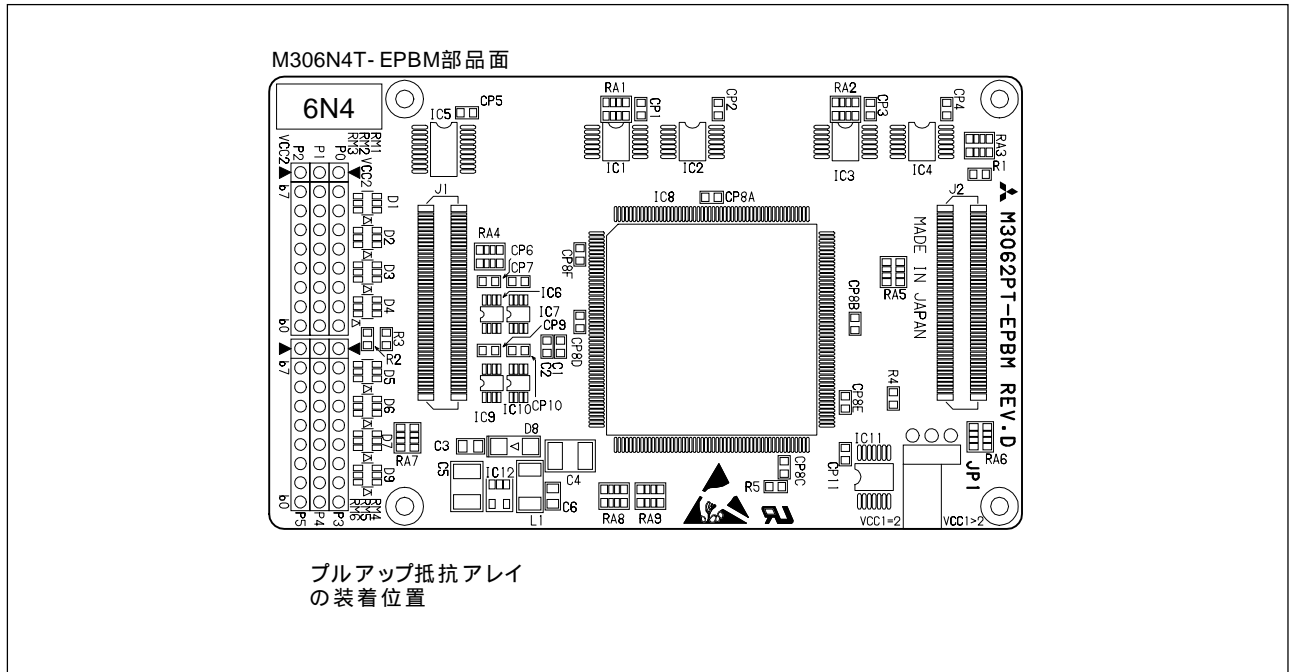 M306N4T- EPBM部品面
6N4
CP5
IC5
RA1
CP1
CP2
RA2
CP3
CP4
RA3
R1
IC1
IC2
IC3
IC4
VCC2
P2
P1
P0
RM3
RM2
RM1
VCC2
b7
D1
D2
D3
D4
b0
J1
IC8
CP8A
J2
RA4
CP6
CP7
CP8F
IC6
IC7
CP9
CP8D
C2
C1
IC9
IC10
CP10
CP8B
RA5
MADE IN JAPAN
M3062PT-EPBM REV.D
R3
R2
b7
D5
D6
D7
D9
b0
P5
P4
P3
RM6
RM5
RM4
RA7
C3
D8
C5
IC12
C4
L1
C6
RA8
RA9
CP8E
R4
CP8C
R5
CP11
IC11
RA6
JP1
VCC1=2
VCC1>2
プルアップ抵抗アレイ
の装着位置